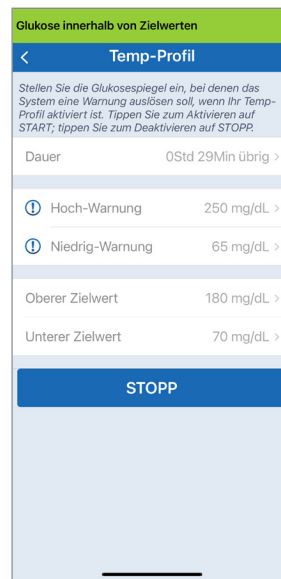 Glukose innerhalb von Zielwerten
Temp-Profil
Stellen Sie die Glukosespiegel ein, bei denen das
System eine Warnung auslösen soll, wenn Ihr Temp-
Profil aktiviert ist. Tippen Sie zum Aktivieren auf
START; tippen Sie zum Deaktivieren auf STOPP.
Dauer 0Std 29Min übrig >
Hoch-Warnung 250 mg/dL >
Niedrig-Warnung 65 mg/dL >
Oberer Zielwert 180 mg/dL >
Unterer Zielwert 70 mg/dL >
STOPP